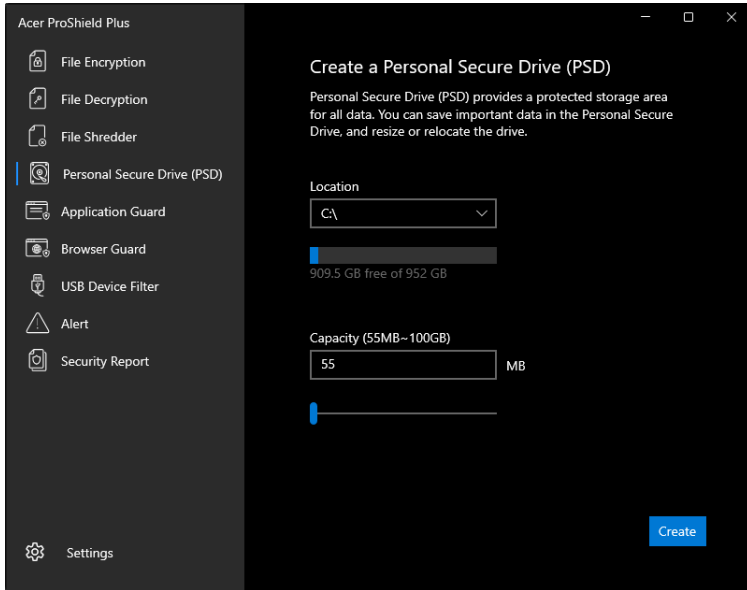 Acer ProShield Plus
File Encryption
File Decryption
File Shredder
Personal Secure Drive (PSD)
Application Guard
Browser Guard
USB Device Filter
Alert
Security Report
Settings
Create a Personal Secure Drive (PSD)
Personal Secure Drive (PSD) provides a protected storage area
for all data. You can save important data in the Personal Secure
Drive, and resize or relocate the drive.
Location
C:\
909.5 GB free of 952 GB
Capacity (55MB~100GB)
55 MB
Create